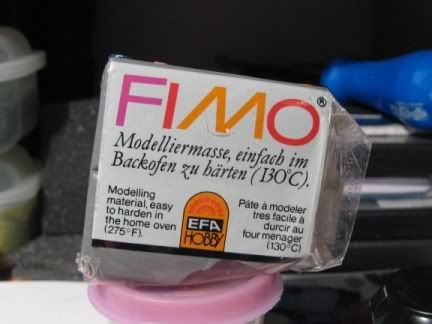 FIMO®
Modelliermasse, einfach im
Backofen zu härten (130°C).
Modelling
material, easy
to harden in
the home oven
(275°F).
EFA
HOBBY
Pâte à modeler
tres facile à
durcir au
four menager
(130°C)